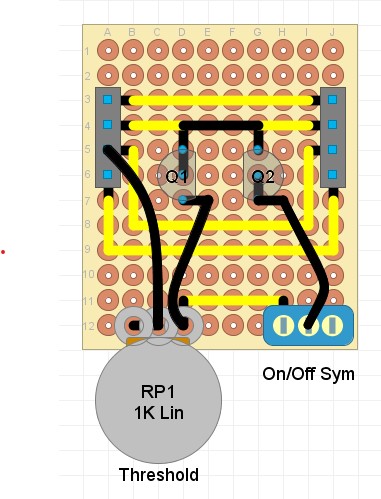 A B C D E F G H I J
1
2
3
4
5
6
Q1 Q2
7
8
9
10
11
12
On/Off Sym
RP1
1K Lin
Threshold